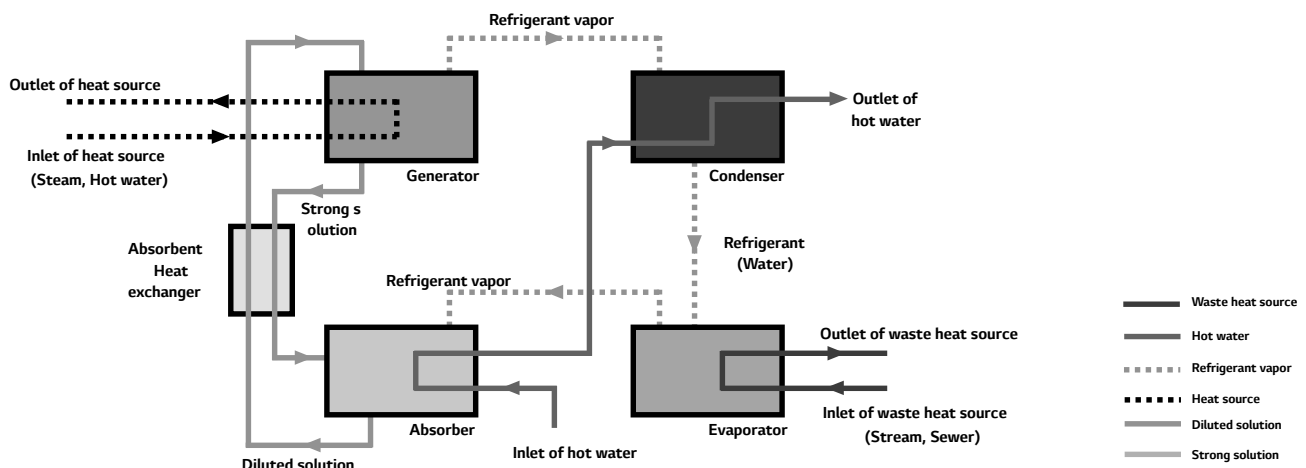 Refrigerant vapor
Outlet of heat source
Inlet of heat source
(Steam, Hot water)
Generator
Outlet of
hot water
Condenser
Strong s
olution
Absorbent
Heat
exchanger
Refrigerant
(Water)
Refrigerant vapor
Outlet of waste heat source
Inlet of waste heat source
(Stream, Sewer)
Absorber
Evaporator
Inlet of hot water
Diluted solution
Waste heat source
Hot water
Refrigerant vapor
Heat source
Diluted solution
Strong solution